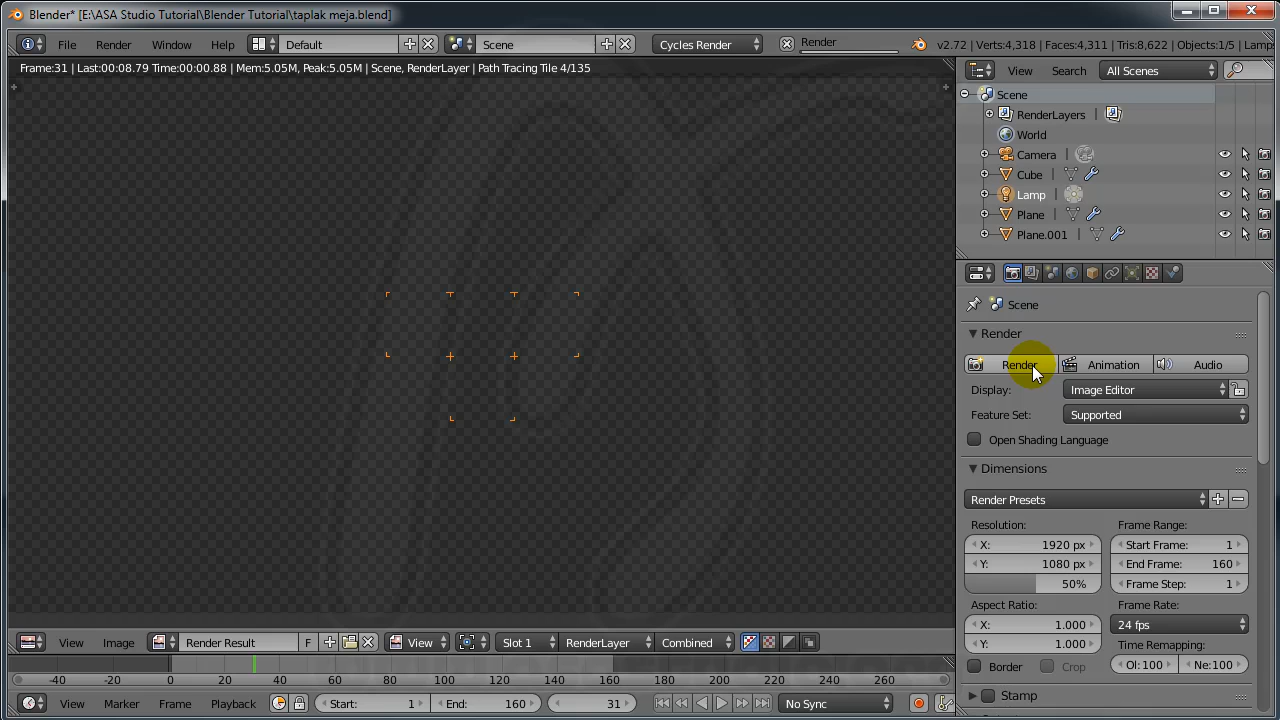 Blender* [E:\ASA Studio Tutorial\Blender Tutorial\taplak meja.blend]
File Render Window Help Default Scene Cycles Render Render v2.72 | Verts:4,318 | Faces:4,311 | Tris:8,622 | Objects:1/5 | Lamp
Frame:31 | Last:00:08.79 Time:00:00.88 | Mem:5.05M, Peak:5.05M | Scene, RenderLayer | Path Tracing Tile 4/135
View Search All Scenes
Scene
RenderLayers
World
Camera
Cube
Lamp
Plane
Plane.001
Scene
Render
Render Animation Audio
Display: Image Editor
Feature Set: Supported
Open Shading Language
Dimensions
Render Presets
Resolution: Frame Range:
X: 1920 px Start Frame: 1
Y: 1080 px End Frame: 160
50% Frame Step: 1
Aspect Ratio: Frame Rate:
X: 1.000 24 fps
Y: 1.000 Time Remapping:
Border Crop Ol: 100 Ne:100
Stamp
View Image Render Result F View Slot 1 RenderLayer Combined
-40 -20 0 20 40 60 80 100 120 140 160 180 200 220 240 260
View Marker Frame Playback Start: 1 End: 160 31 No Sync